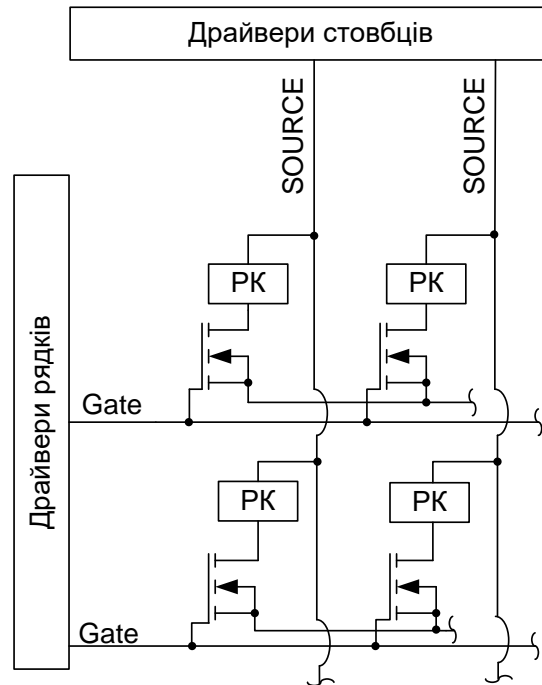 Драйвери стовбців
SOURCE
SOURCE
Драйвери рядків
РК
РК
Gate
РК
РК
Gate